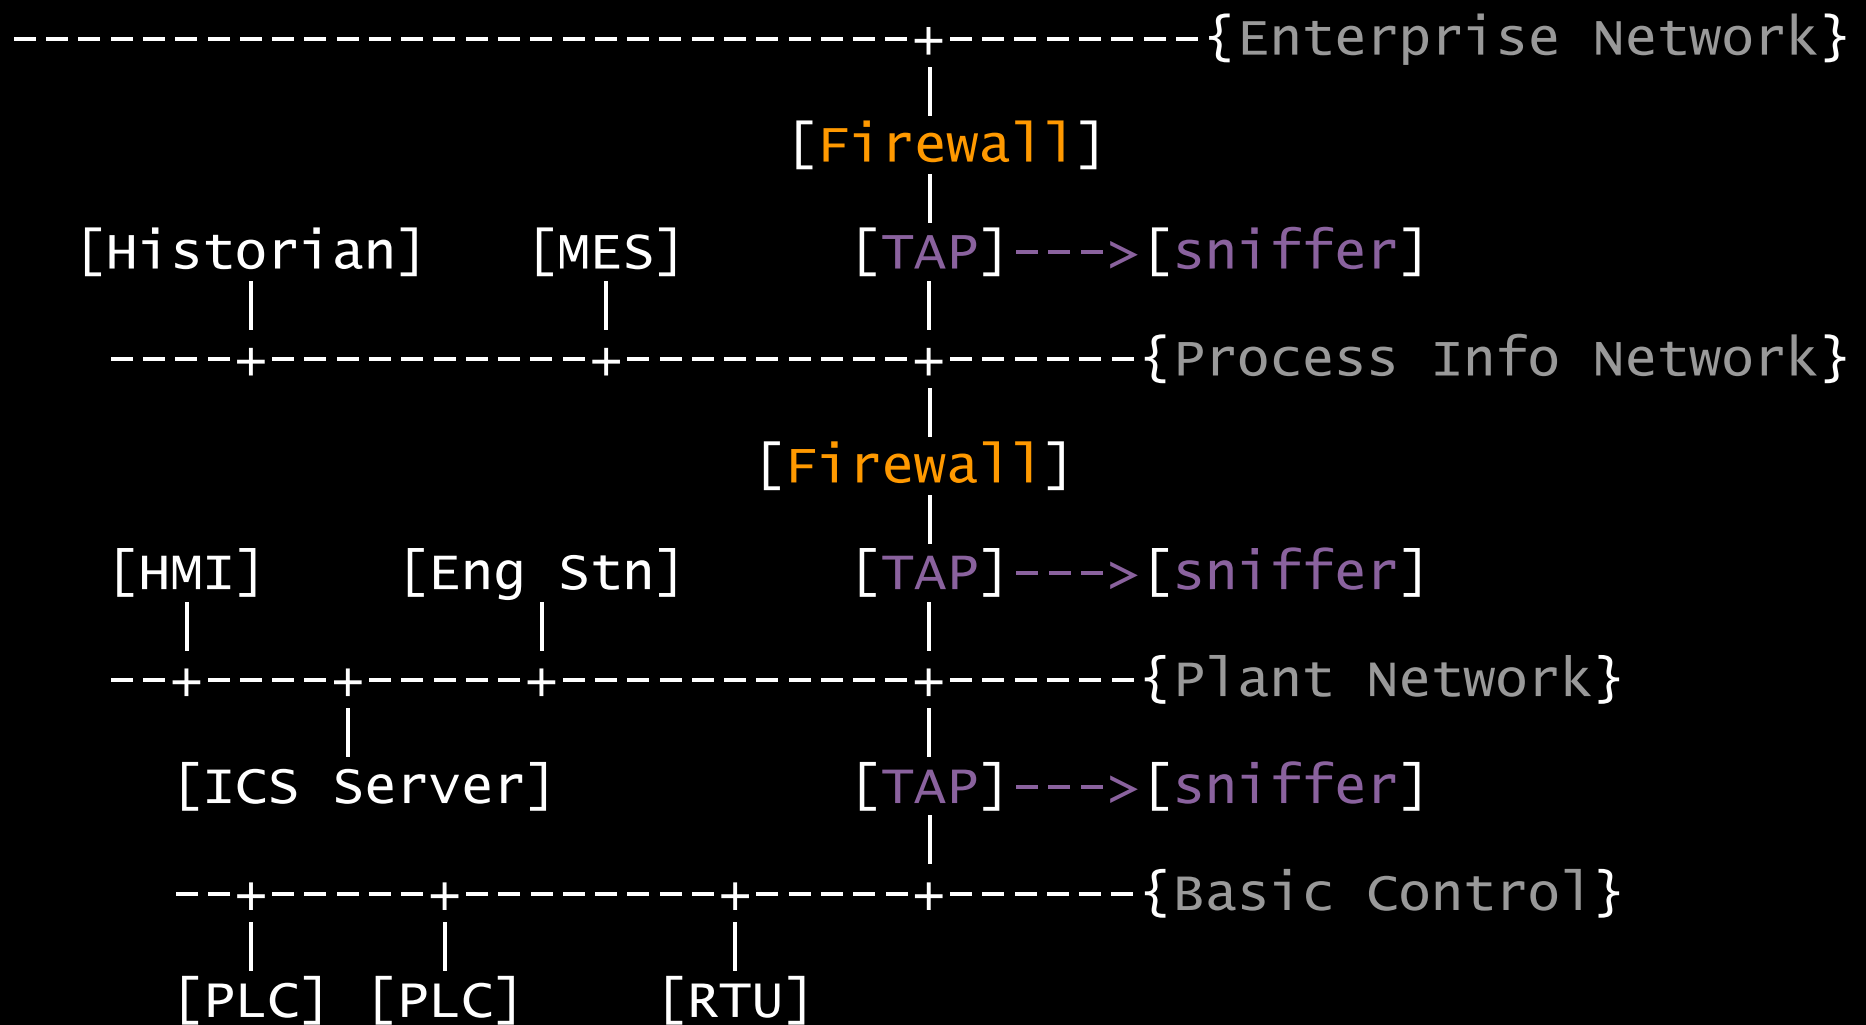 ----------------------------+--------{Enterprise Network}
|
[Firewall]
|
[Historian] [MES] [TAP]--->[sniffer]
| | |
----+----------+---------+------{Process Info Network}
|
[Firewall]
|
[HMI] [Eng Stn] [TAP]--->[sniffer]
| | |
--+----+-----+-----------+------{Plant Network}
| |
[ICS Server] [TAP]--->[sniffer]
|
--+-----+--------+-----+------{Basic Control}
| | |
[PLC] [PLC] [RTU]